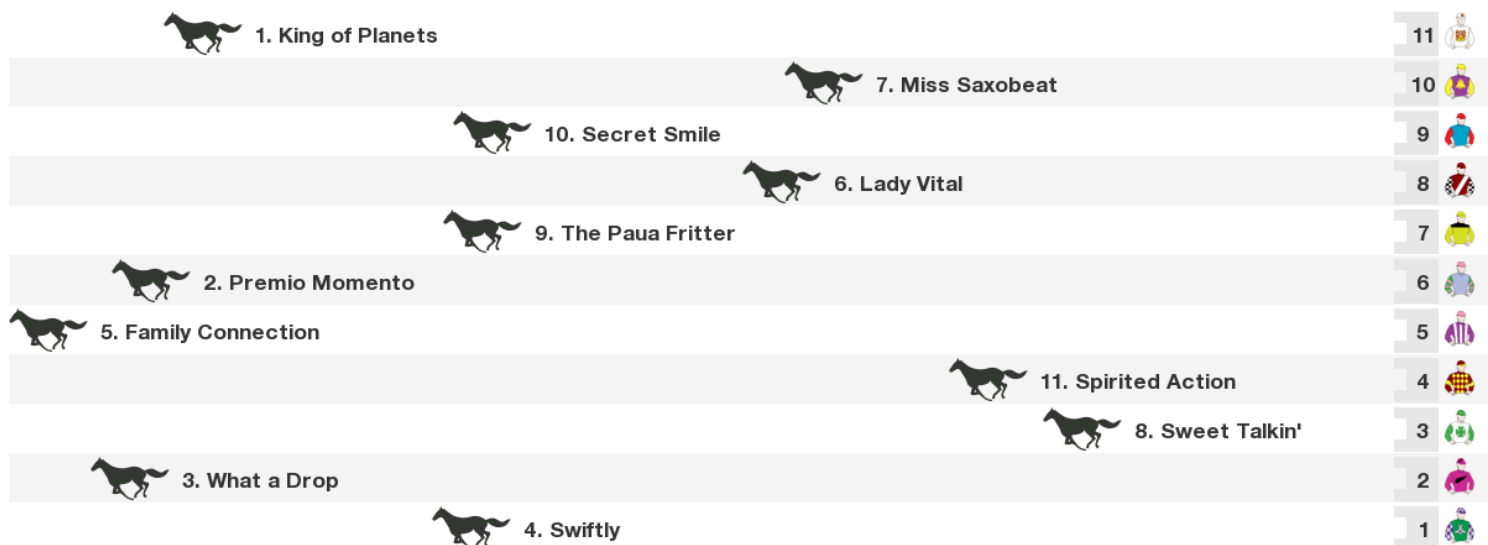 1. King of Planets 11
7. Miss Saxobeat 10
10. Secret Smile 9
6. Lady Vital 8
9. The Paua Fritter 7
2. Premio Momento 6
5. Family Connection 5
11. Spirited Action 4
8. Sweet Talkin' 3
3. What a Drop 2
4. Swiftly 1